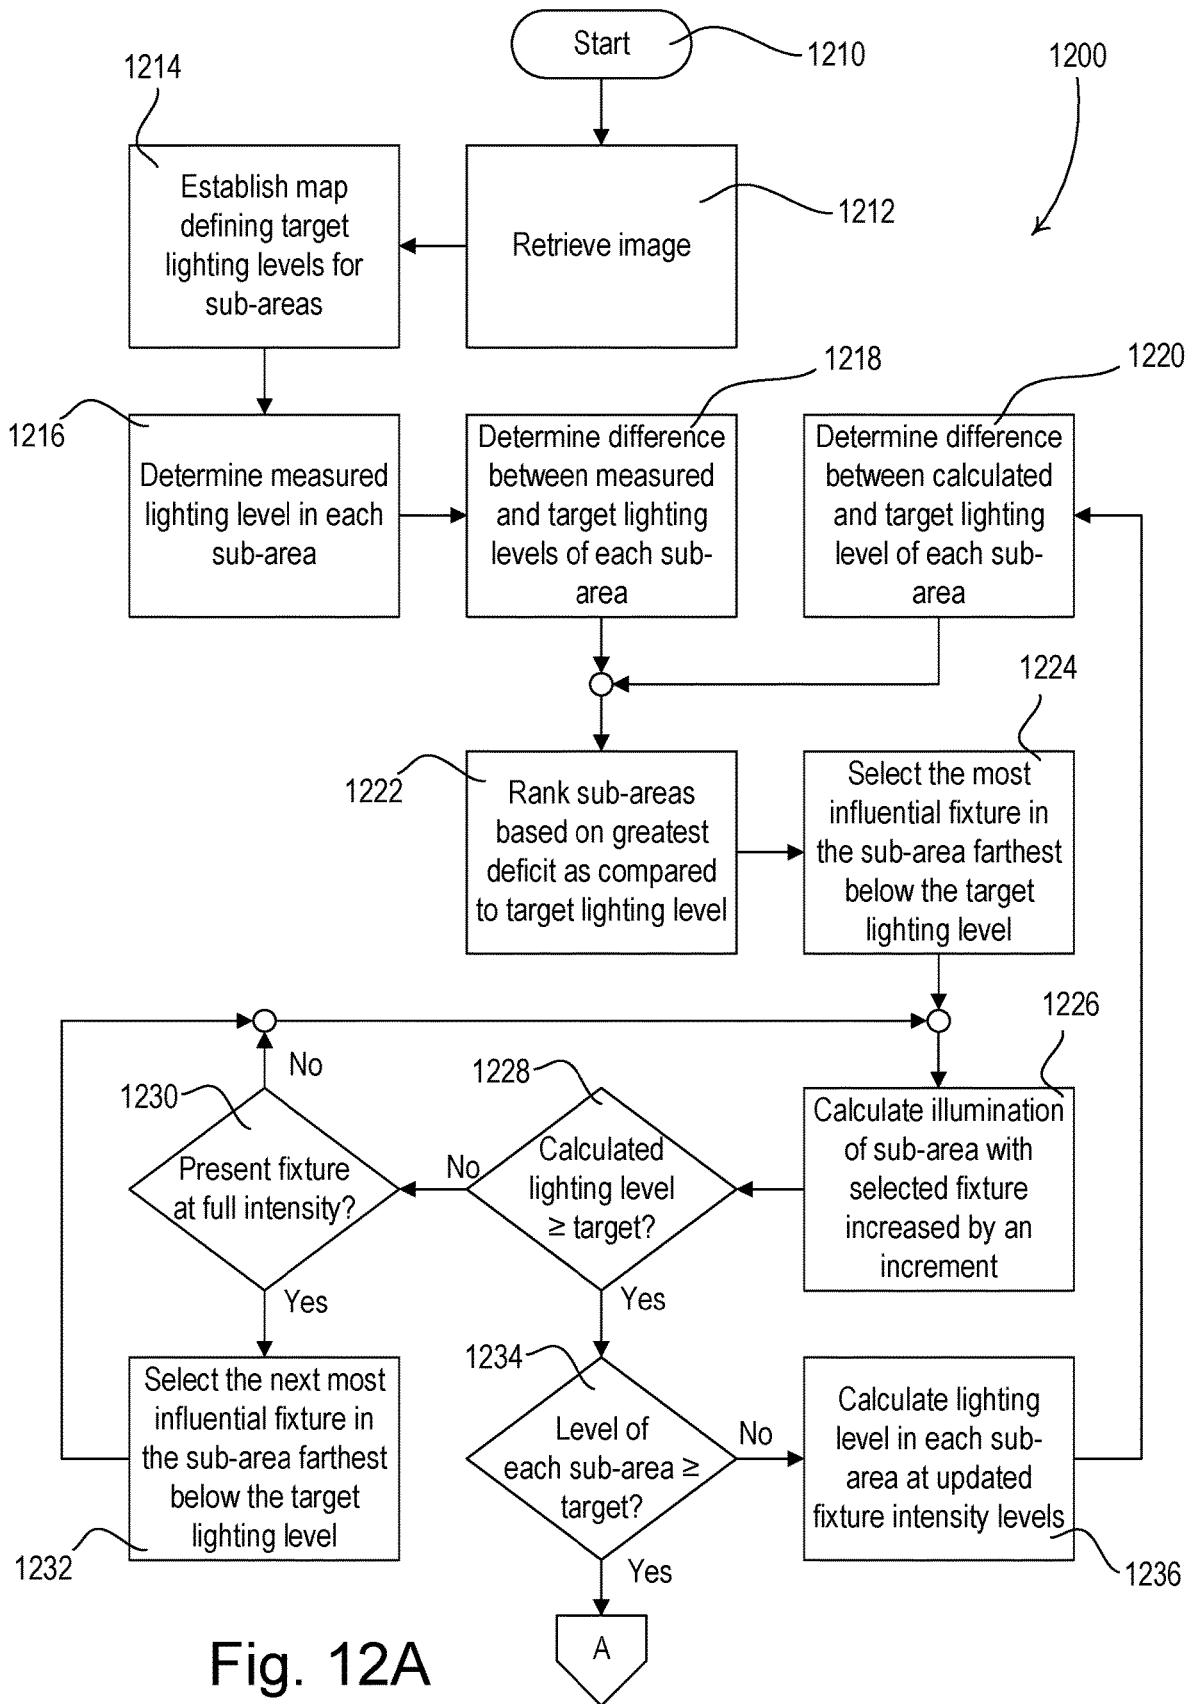 Start
1210
1200
1214
Establish map
defining target
lighting levels for
sub-areas
Retrieve image
1212
1216
Determine measured
lighting level in each
sub-area
1218
Determine difference
between measured
and target lighting
levels of each sub-
area
1220
Determine difference
between calculated
and target lighting
level of each sub-
area
1222
Rank sub-areas
based on greatest
deficit as compared
to target lighting level
1224
Select the most
influential fixture in
the sub-area farthest
below the target
lighting level
1226
Calculate illumination
of sub-area with
selected fixture
increased by an
increment
1228
Calculated
lighting level
≥ target?
No
Yes
1230
Present fixture
at full intensity?
No
Yes
1232
Select the next most
influential fixture in
the sub-area farthest
below the target
lighting level
1234
Level of
each sub-area ≥
target?
No
Yes
Calculate lighting
level in each sub-
area at updated
fixture intensity levels
1236
A
Fig. 12A